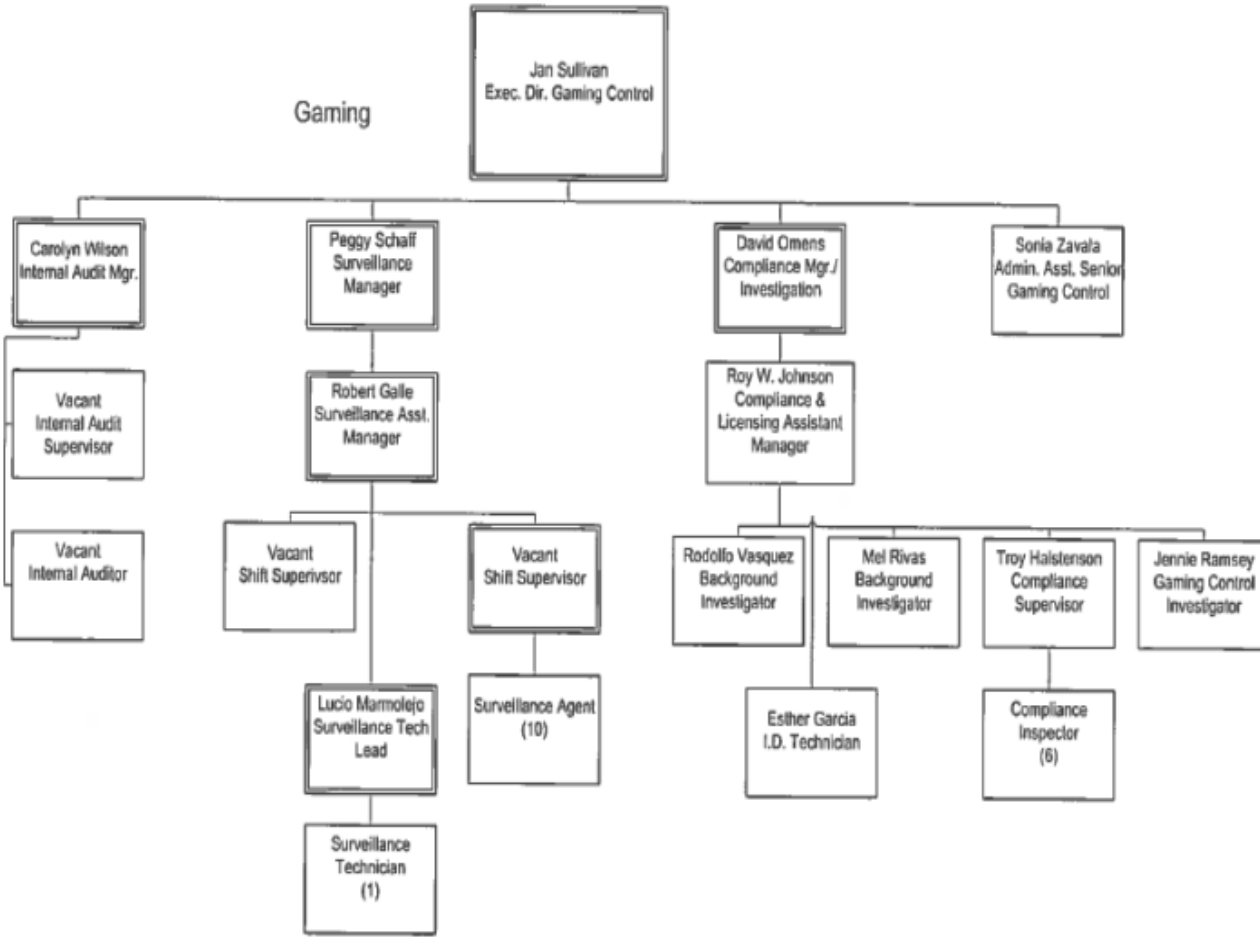 Jan Sullivan
Exec. Dir. Gaming Control
Gaming
Carolyn Wilson
Internal Audit Mgr.
Peggy Schaff
Surveillance
Manager
David Omens
Compliance Mgr./
Investigation
Sonia Zavala
Admin. Asst. Senior
Gaming Control
Vacant
Internal Audit
Supervisor
Robert Galle
Surveillance Asst.
Manager
Roy W. Johnson
Compliance &
Licensing Assistant
Manager
Vacant
Internal Auditor
Vacant
Shift Superivsor
Vacant
Shift Supervisor
Rodolfo Vasquez
Background
Investigator
Mel Rivas
Background
Investigator
Troy Halstenson
Compliance
Supervisor
Jennie Ramsey
Gaming Control
Investigator
Lucio Marmolejo
Surveillance Tech
Lead
Surveillance Agent
(10)
Esther Garcia
I.D. Technician
Compliance
Inspector
(6)
Surveillance
Technician
(1)